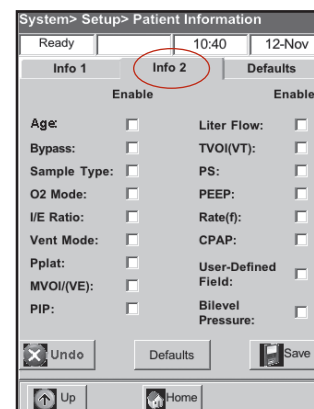 System> Setup> Patient Information
Ready 10:40 12-Nov
Info 1 Info 2 Defaults
Enable Enable
Age: Liter Flow:
Bypass: TVOl(VT):
Sample Type: PS:
O2 Mode: PEEP:
I/E Ratio: Rate(f):
Vent Mode: CPAP:
Pplat: User-Defined Field:
MVOl/(VE): Bilevel Pressure:
PIP:
Undo Defaults Save
Up Home